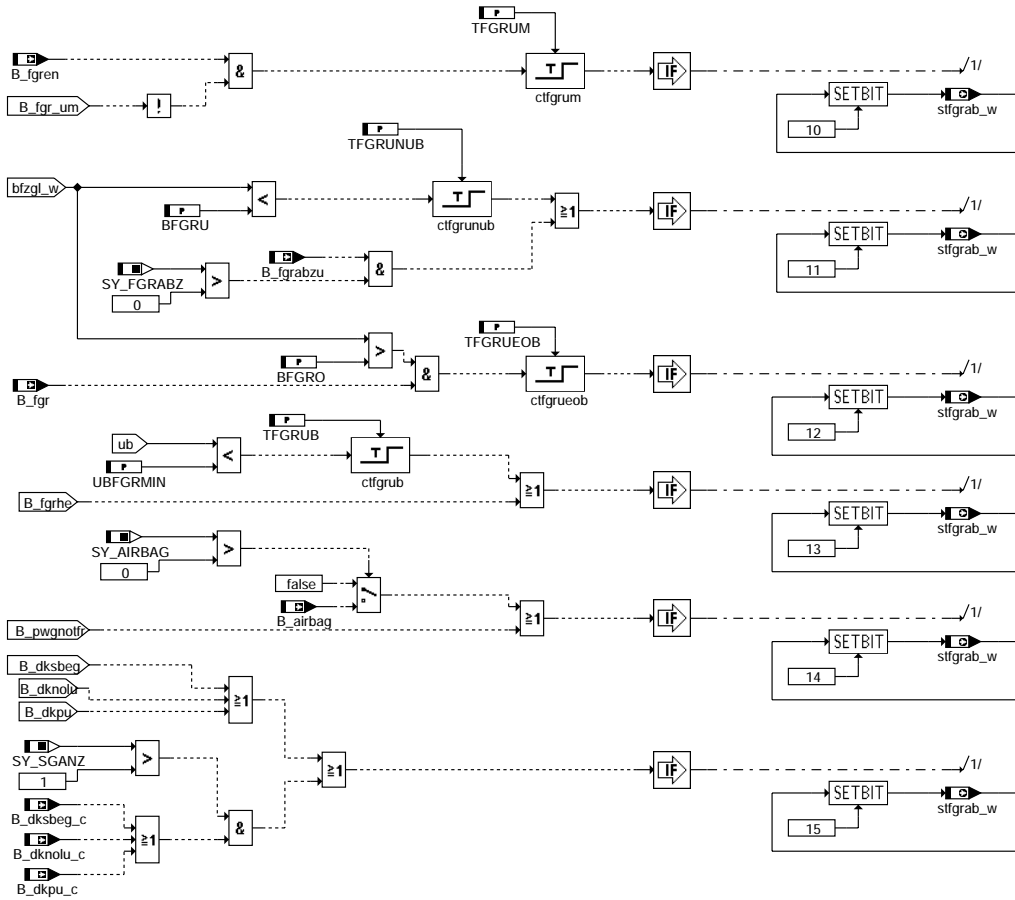 TFGRUM
P
B_fgren
&
T
IF
/1/
ctfgrum
B_fgr_um
!
SETBIT
stfgrab_w
10
P
TFGRUNUB
bfzgl_w
<
T
≥1
IF
/1/
P
BFGRU
ctfgrunub
SETBIT
stfgrab_w
B_fgrabzu
&
SY_FGRABZ
>
0
11
P
TFGRUEOB
>
P
BFGRO
&
T
IF
/1/
B_fgr
ctfgrueob
SETBIT
stfgrab_w
12
P
TFGRUB
ub
<
T
P
UBFGRMIN
ctfgrub
≥1
IF
/1/
B_fgrhe
SETBIT
stfgrab_w
13
SY_AIRBAG
>
0
false
B_airbag
≥1
IF
/1/
B_pwgnotfr
SETBIT
stfgrab_w
14
B_dksbeg
B_dknolu
≥1
B_dkpu
SY_SGANZ
>
1
≥1
IF
/1/
SETBIT
stfgrab_w
15
B_dksbeg_c
&
≥1
B_dknolu_c
B_dkpu_c